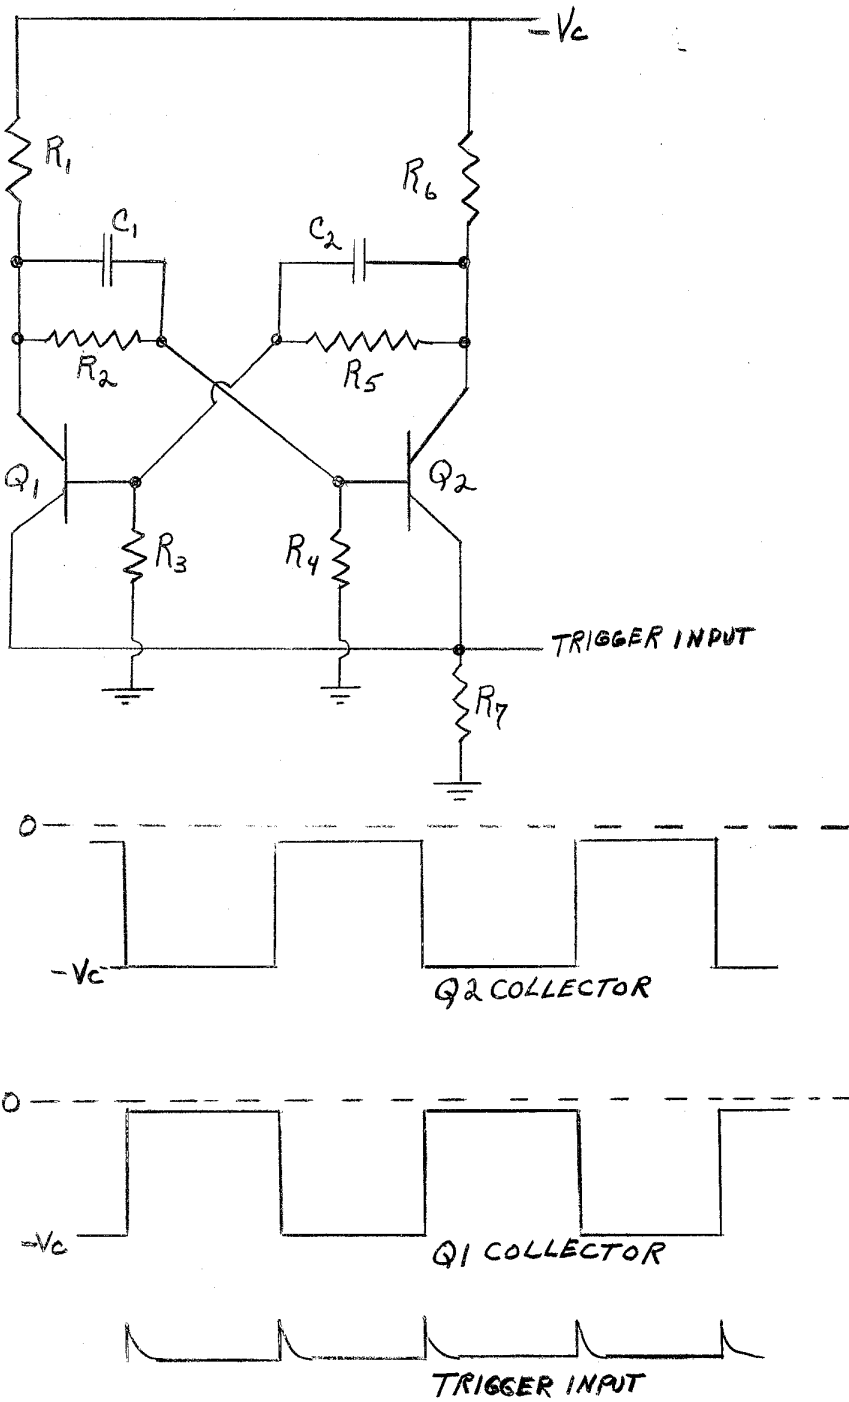 -Vc
R1
R6
C1
C2
R2
R5
Q1
Q2
R3
R4
TRIGGER INPUT
R7
0
-Vc
Q2 COLLECTOR
0
-Vc
Q1 COLLECTOR
TRIGGER INPUT